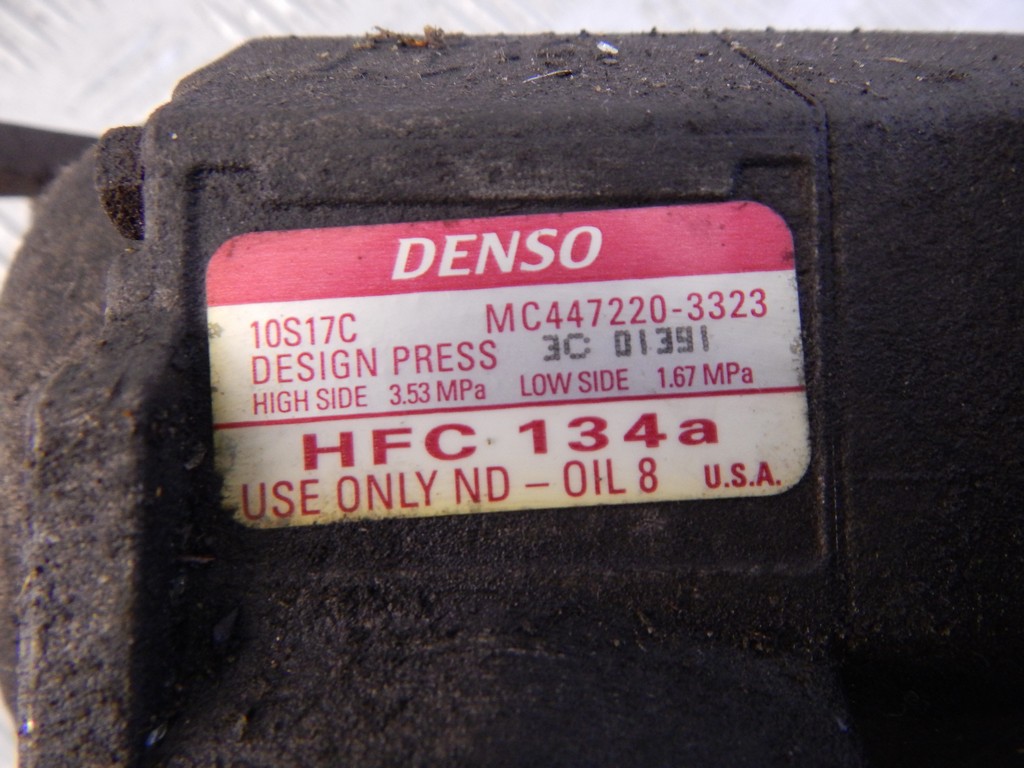 DENSO
10S17C MC447220-3323
DESIGN PRESS 3C 01391
HIGH SIDE 3.53 MPa LOW SIDE 1.67 MPa
HFC 134a
USE ONLY ND - OIL 8 U.S.A.